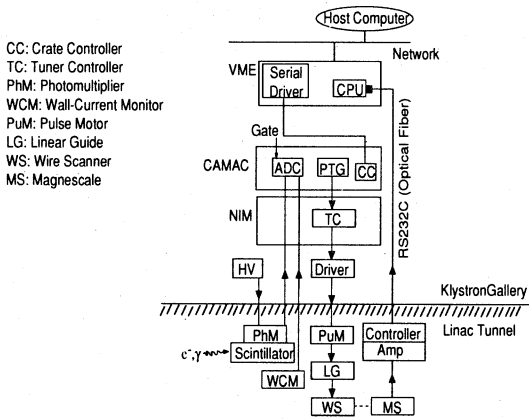 Host Computer
Network
CC: Crate Controller
TC: Tuner Controller
PhM: Photomultiplier
WCM: Wall-Current Monitor
PuM: Pulse Motor
LG: Linear Guide
WS: Wire Scanner
MS: Magnescale
VME
Serial
Driver
CPU
Gate
CAMAC
ADC
PTG
CC
RS232C (Optical Fiber)
NIM
TC
HV
Driver
KlystronGallery
Linac Tunnel
PhM
PuM
Controller
e⁻,γ
Scintillator
Amp
WCM
LG
WS
MS